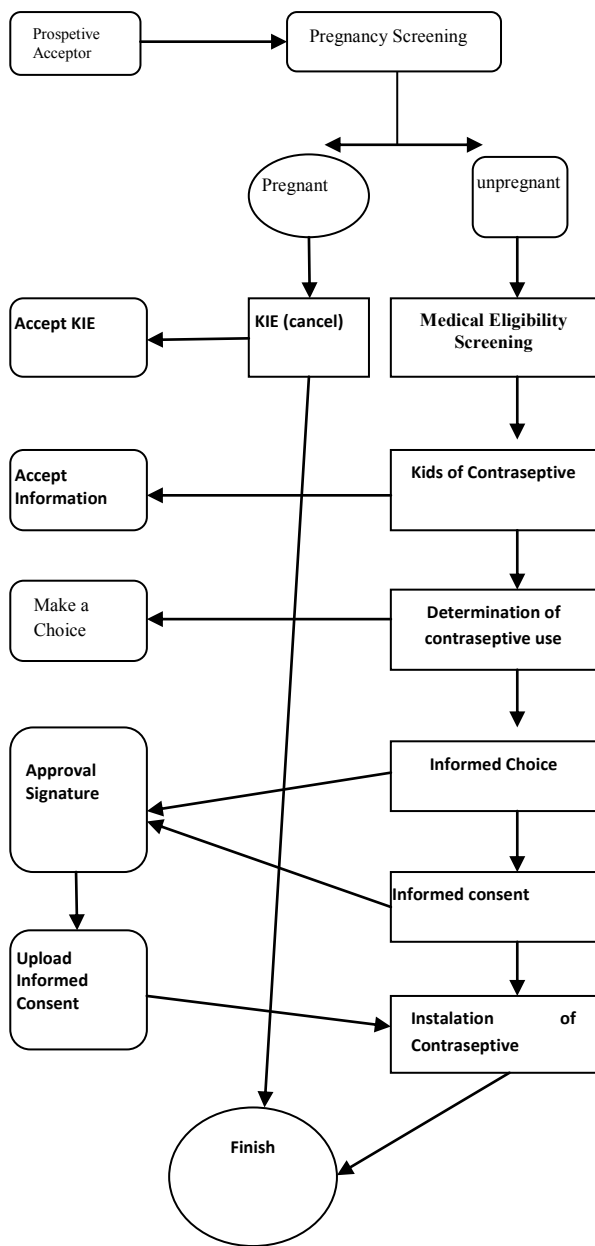 Prospetive
Acceptor
Pregnancy Screening
Pregnant
unpregnant
Accept KIE
KIE (cancel)
Medical Eligibility
Screening
Accept
Information
Kids of Contraseptive
Make a
Choice
Determination of
contraseptive use
Approval
Signature
Informed Choice
Informed consent
Upload
Informed
Consent
Instalation of
Contraseptive
Finish